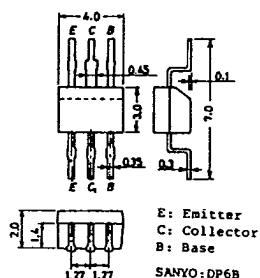 4.0
E C B
0.45
0.1
3.0
7.0
0.35
0.3
E C₁ B
2.0
1.4
1.27 1.27
E: Emitter
C: Collector
B: Base
SANYO: DP6B